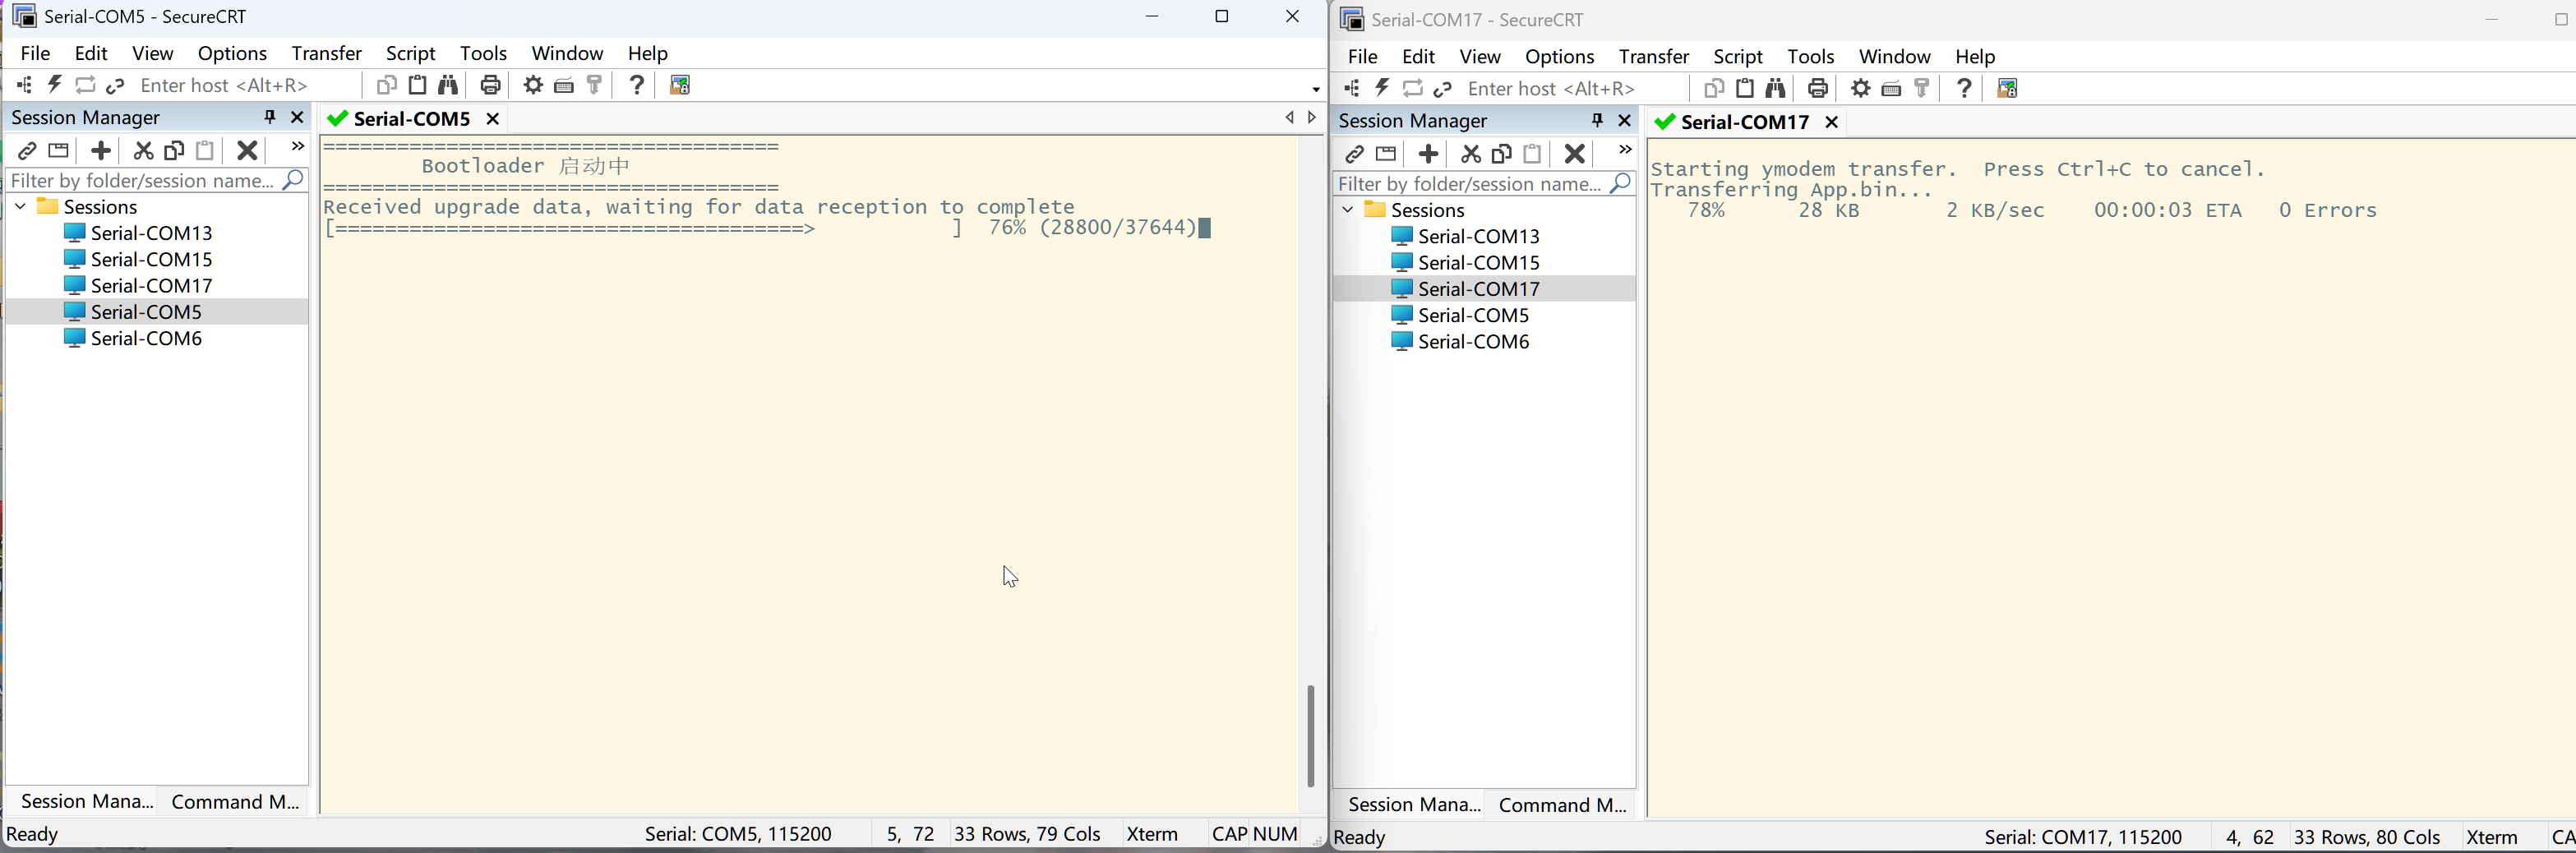 Serial-COM5 - SecureCRT
File Edit View Options Transfer Script Tools Window Help
Enter host <Alt+R>
Session Manager
Serial-COM5
Filter by folder/session name...
Sessions
Serial-COM13
Serial-COM15
Serial-COM17
Serial-COM5
Serial-COM6
=====================================
Bootloader 启动中
=====================================
Received upgrade data, waiting for data reception to complete
[======================================>           ]  76% (28800/37644)
Session Mana... Command M...
Ready Serial: COM5, 115200 5, 72 33 Rows, 79 Cols Xterm CAP NUM
Serial-COM17 - SecureCRT
File Edit View Options Transfer Script Tools Window Help
Enter host <Alt+R>
Session Manager
Serial-COM17
Filter by folder/session name...
Sessions
Serial-COM13
Serial-COM15
Serial-COM17
Serial-COM5
Serial-COM6
Starting ymodem transfer.  Press Ctrl+C to cancel.
Transferring App.bin...
78%      28 KB       2 KB/sec    00:00:03 ETA   0 Errors
Session Mana... Command M...
Ready Serial: COM17, 115200 4, 62 33 Rows, 80 Cols Xterm CA